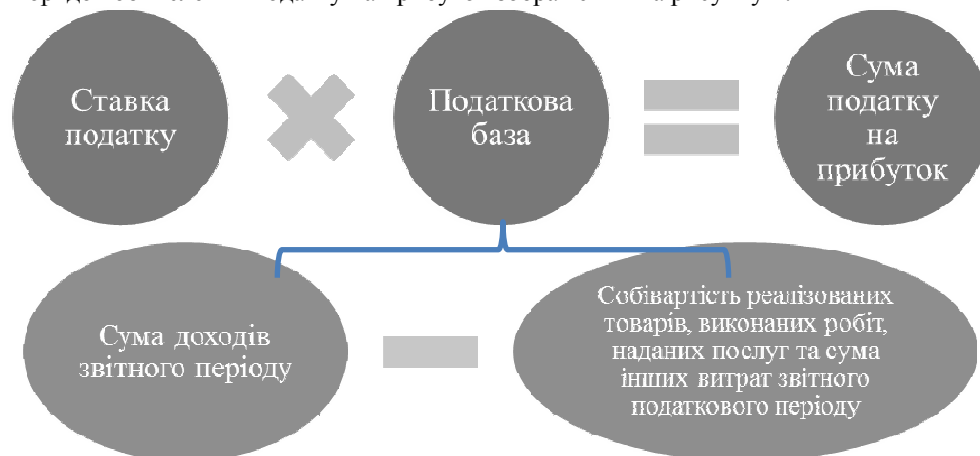 Ставка
податку
Податкова
база
Сума
податку
на
прибуток
Сума доходів
звітного періоду
Собівартість реалізованих
товарів, виконаних робіт,
наданих послуг та сума
інших витрат звітного
податкового періоду